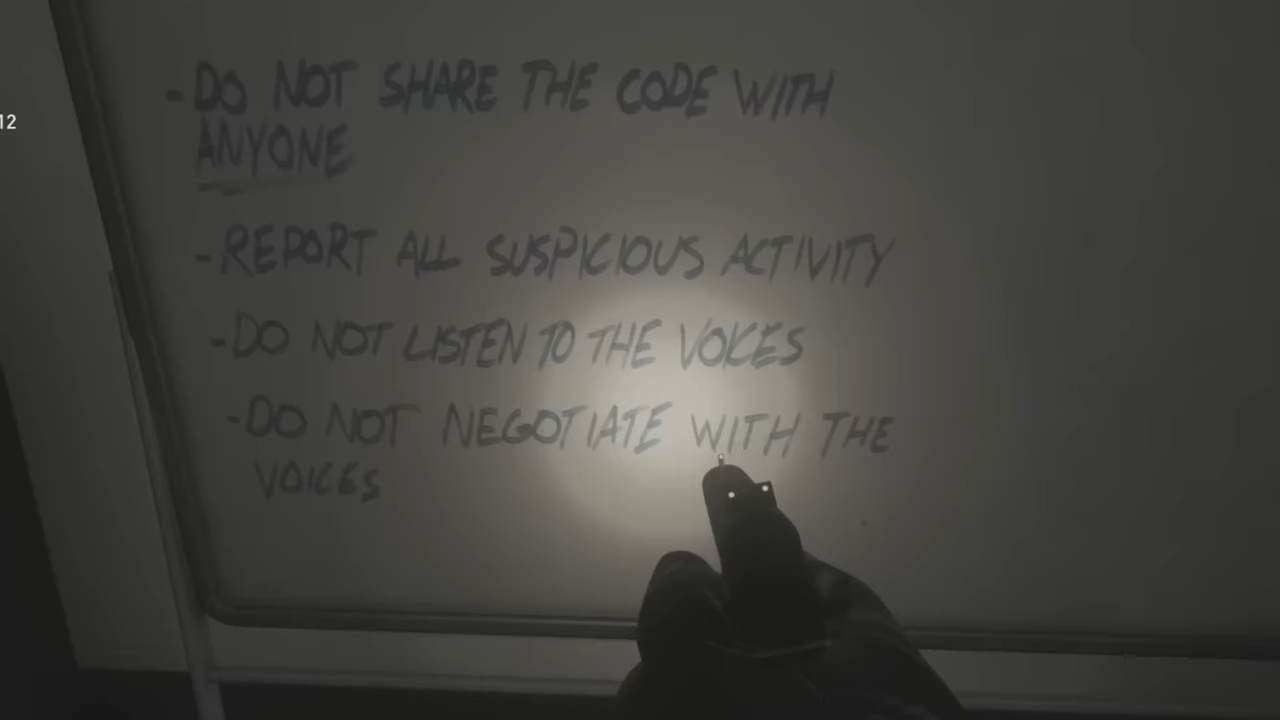 12
- DO NOT SHARE THE CODE WITH
ANYONE
- REPORT ALL SUSPICIOUS ACTIVITY
- DO NOT LISTEN TO THE VOICES
- DO NOT NEGOTIATE WITH THE
VOICES